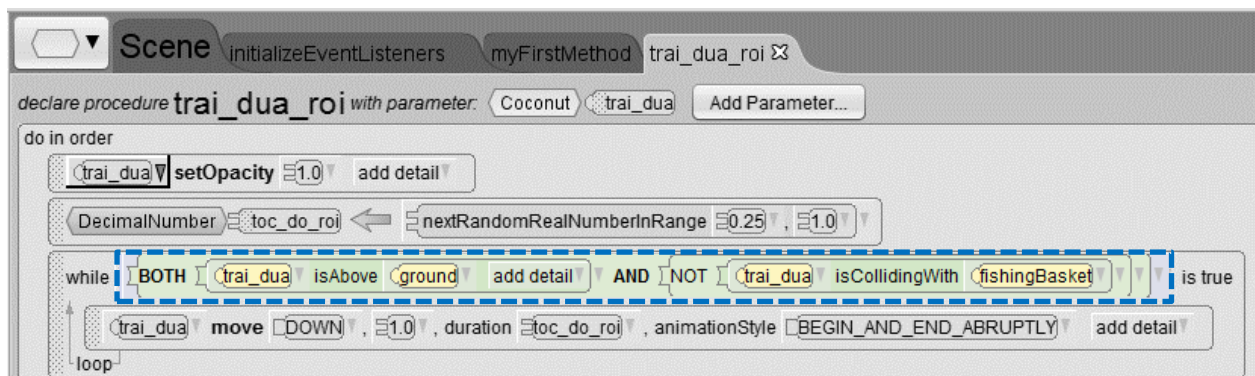 Scene initializeEventListeners myFirstMethod trai_dua_roi
declare procedure trai_dua_roi with parameter: Coconut trai_dua Add Parameter...
do in order
trai_dua setOpacity 1.0 add detail
DecimalNumber toc_do_roi nextRandomRealNumberInRange 0.25 , 1.0
while BOTH trai_dua isAbove ground add detail AND NOT trai_dua isCollidingWith fishingBasket is true
trai_dua move DOWN , 1.0 , duration toc_do_roi , animationStyle BEGIN_AND_END_ABRUPTLY add detail
loop